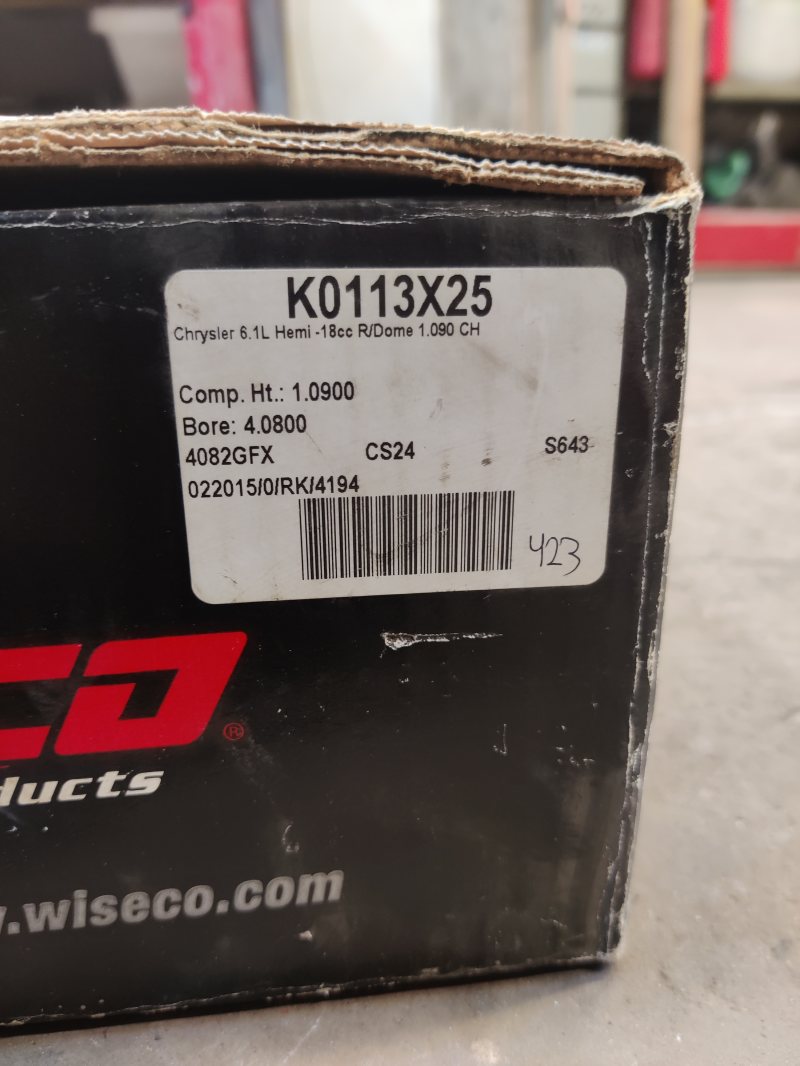 K0113X25
Chrysler 6.1L Hemi -18cc R/Dome 1.090 CH
Comp. Ht.: 1.0900
Bore: 4.0800
4082GFX CS24 S643
022015/0/RK/4194
423
CO®
ducts
.wiseco.com